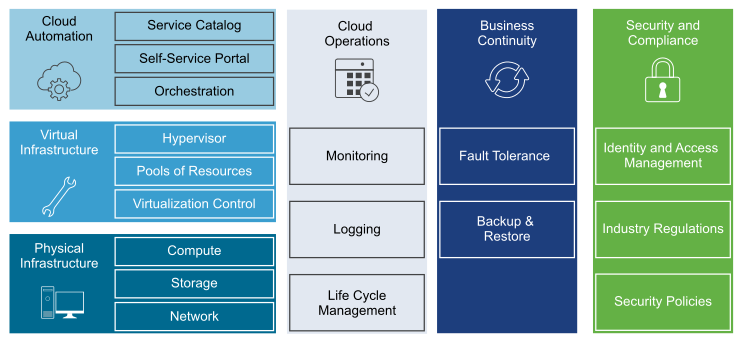 Cloud
Automation
Service Catalog
Self-Service Portal
Orchestration
Virtual
Infrastructure
Hypervisor
Pools of Resources
Virtualization Control
Physical
Infrastructure
Compute
Storage
Network
Cloud
Operations
Monitoring
Logging
Life Cycle
Management
Business
Continuity
Fault Tolerance
Backup &
Restore
Security and
Compliance
Identity and Access
Management
Industry Regulations
Security Policies